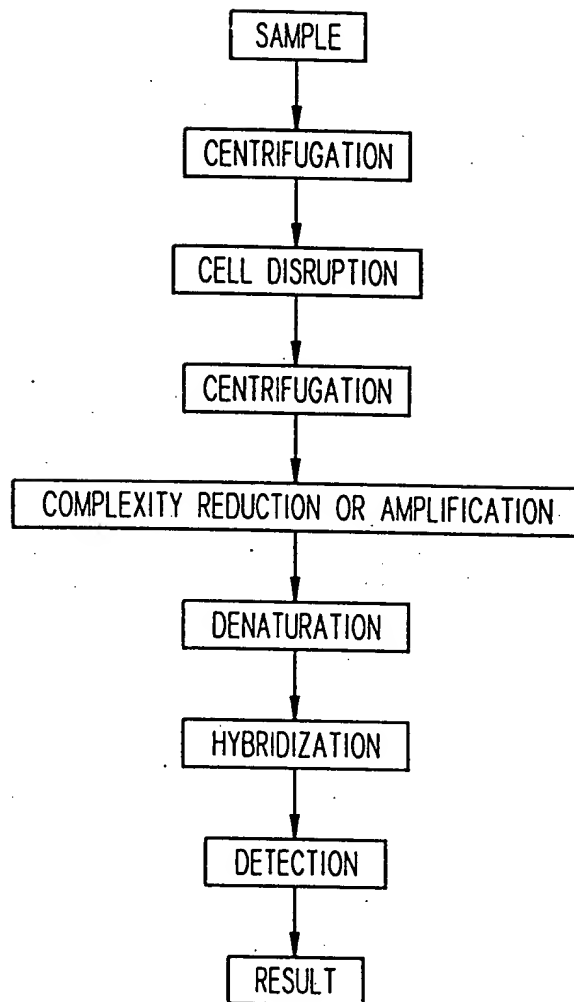 SAMPLE
CENTRIFUGATION
CELL DISRUPTION
CENTRIFUGATION
COMPLEXITY REDUCTION OR AMPLIFICATION
DENATURATION
HYBRIDIZATION
DETECTION
RESULT